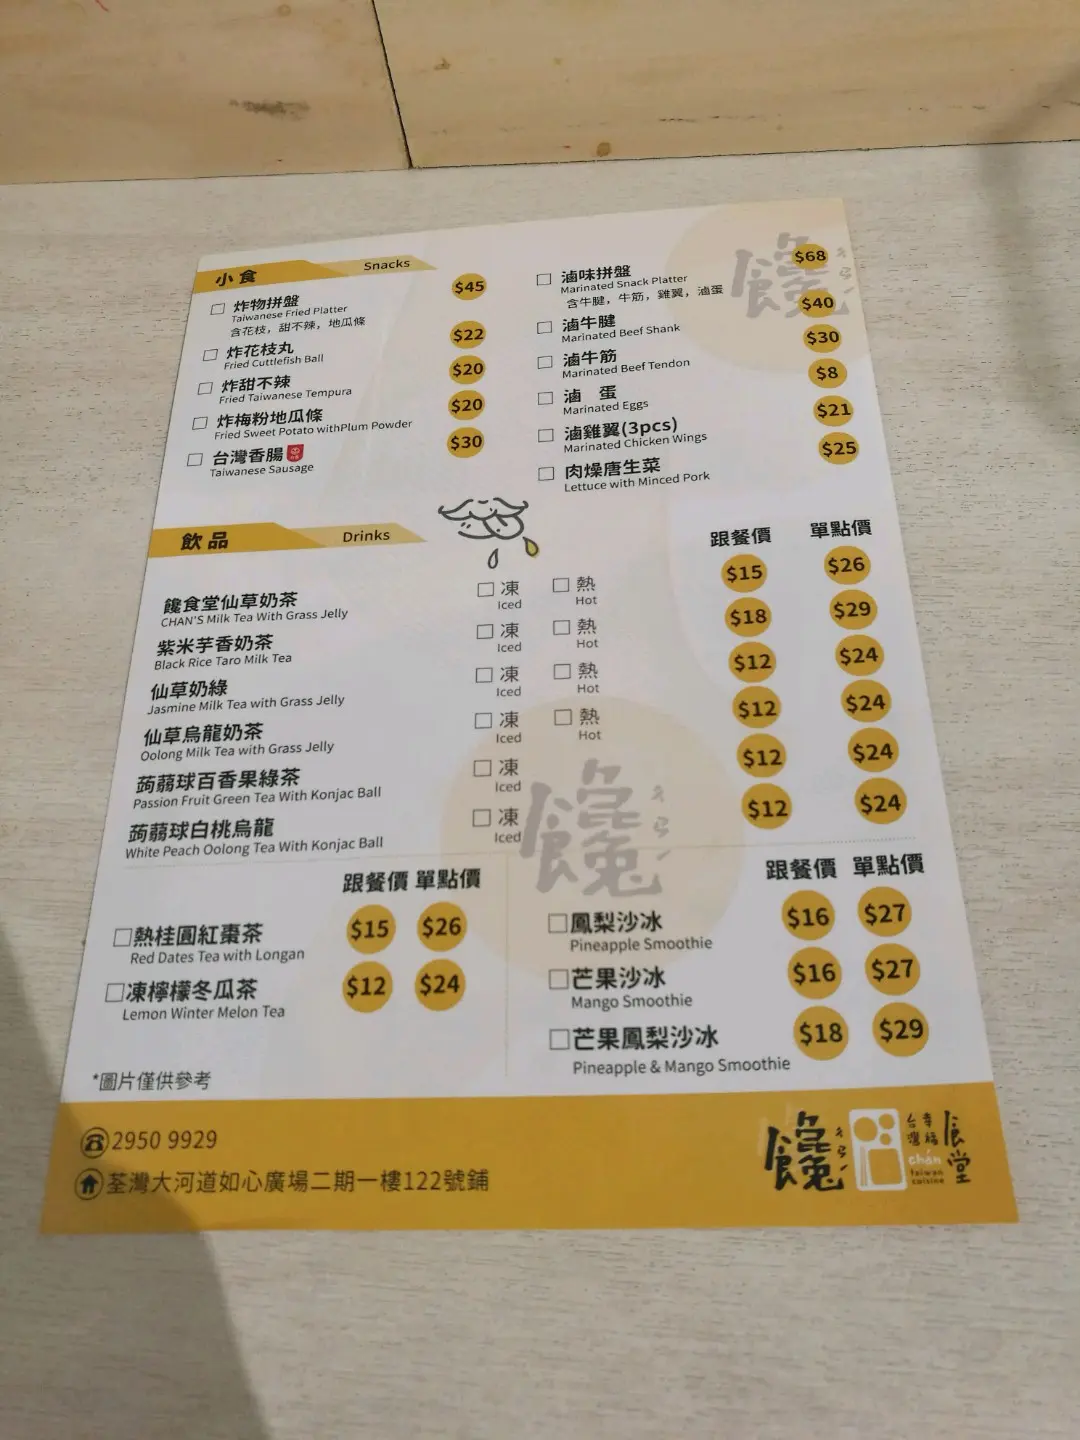 小食 Snacks
炸物拼盤 $45
Taiwanese Fried Platter
含花枝，甜不辣，地瓜條
炸花枝丸 $22
Fried Cuttlefish Ball
炸甜不辣 $20
Fried Taiwanese Tempura
炸梅粉地瓜條 $20
Fried Sweet Potato withPlum Powder
台灣香腸 $30
Taiwanese Sausage
滷味拼盤 $68
Marinated Snack Platter
含牛腱，牛筋，雞翼，滷蛋
滷牛腱 $40
Marinated Beef Shank
滷牛筋 $30
Marinated Beef Tendon
滷 蛋 $8
Marinated Eggs
滷雞翼(3pcs) $21
Marinated Chicken Wings
肉燥唐生菜 $25
Lettuce with Minced Pork
饞
ㄔㄢˊ
飲品 Drinks
跟餐價 單點價
饞食堂仙草奶茶 凍 熱 $15 $26
CHAN'S Milk Tea With Grass Jelly Iced Hot
紫米芋香奶茶 凍 熱 $18 $29
Black Rice Taro Milk Tea Iced Hot
仙草奶綠 凍 熱 $12 $24
Jasmine Milk Tea with Grass Jelly Iced Hot
仙草烏龍奶茶 凍 熱 $12 $24
Oolong Milk Tea with Grass Jelly Iced Hot
蒟蒻球百香果綠茶 凍 $12 $24
Passion Fruit Green Tea With Konjac Ball Iced
蒟蒻球白桃烏龍 凍 $12 $24
White Peach Oolong Tea With Konjac Ball Iced
饞
ㄔㄢˊ
跟餐價 單點價
熱桂圓紅棗茶 $15 $26
Red Dates Tea with Longan
凍檸檬冬瓜茶 $12 $24
Lemon Winter Melon Tea
跟餐價 單點價
鳳梨沙冰 $16 $27
Pineapple Smoothie
芒果沙冰 $16 $27
Mango Smoothie
芒果鳳梨沙冰 $18 $29
Pineapple & Mango Smoothie
*圖片僅供參考
2950 9929
荃灣大河道如心廣場二期一樓122號鋪
饞
ㄔㄢˊ
台灣
幸福
食堂
chán
taiwan
cuisine